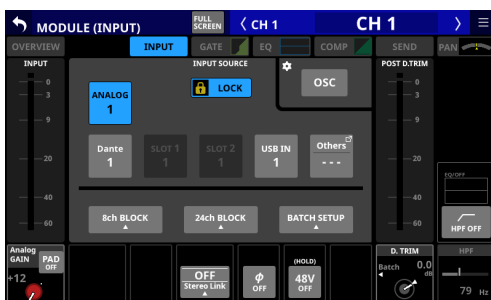 MODULE (INPUT)
FULL SCREEN
CH 1
CH 1
OVERVIEW
INPUT
GATE
EQ
COMP
SEND
PAN
INPUT
INPUT SOURCE
POST D.TRIM
0
3
9
20
40
60
ANALOG
1
LOCK
OSC
Dante
1
SLOT 1
1
SLOT 2
1
USB IN
1
Others
- - -
8ch BLOCK
24ch BLOCK
BATCH SETUP
0
3
9
20
40
60
EQ/OFF
HPF OFF
Analog
GAIN
PAD
OFF
+12
OFF
Stereo Link
Φ
OFF
(HOLD)
48V
OFF
D. TRIM
Batch
0.0
dB
HPF
79 Hz